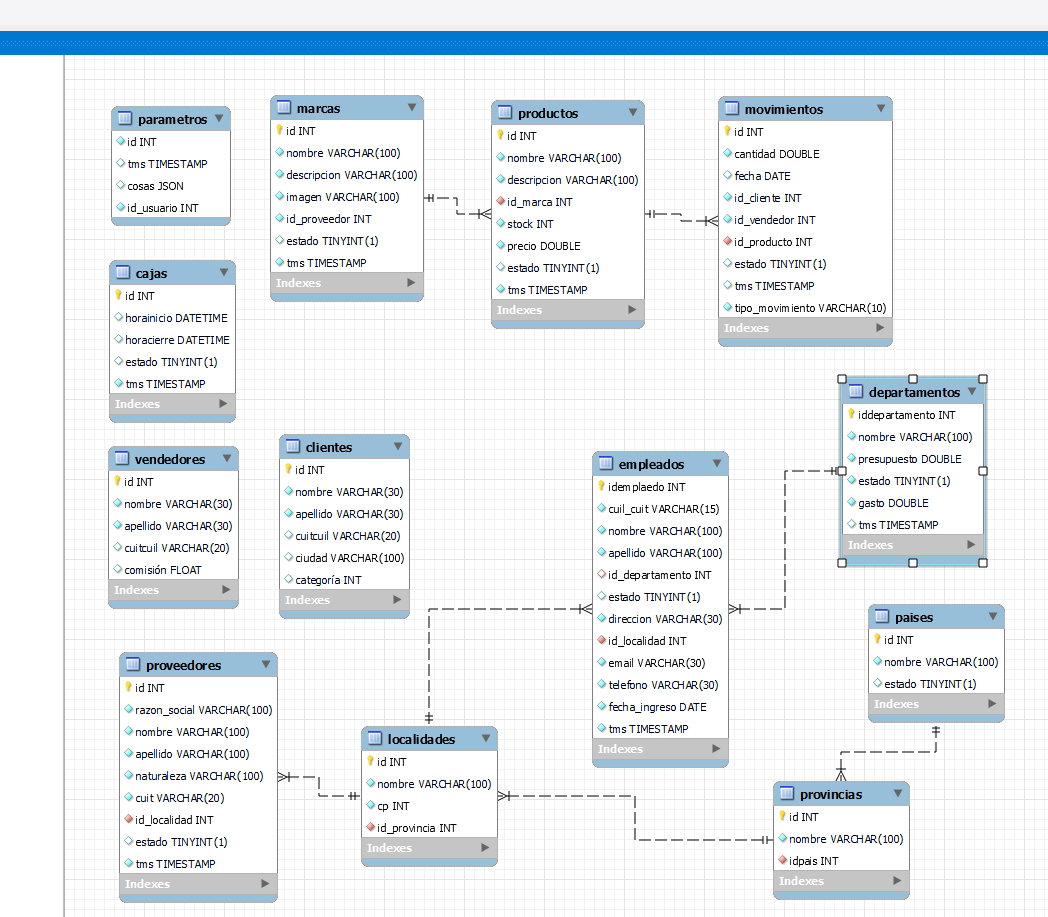 parametros
id INT
tms TIMESTAMP
cosas JSON
id_usuario INT
marcas
id INT
nombre VARCHAR(100)
descripcion VARCHAR(100)
imagen VARCHAR(100)
id_proveedor INT
estado TINYINT(1)
tms TIMESTAMP
Indexes
productos
id INT
nombre VARCHAR(100)
descripcion VARCHAR(100)
id_marca INT
stock INT
precio DOUBLE
estado TINYINT(1)
tms TIMESTAMP
Indexes
movimientos
id INT
cantidad DOUBLE
fecha DATE
id_cliente INT
id_vendedor INT
id_producto INT
estado TINYINT(1)
tms TIMESTAMP
tipo_movimiento VARCHAR(10)
Indexes
cajas
id INT
horainicio DATETIME
horacierre DATETIME
estado TINYINT(1)
tms TIMESTAMP
Indexes
departamentos
iddepartamento INT
nombre VARCHAR(100)
presupuesto DOUBLE
estado TINYINT(1)
gasto DOUBLE
tms TIMESTAMP
Indexes
vendedores
id INT
nombre VARCHAR(30)
apellido VARCHAR(30)
cuitcuil VARCHAR(20)
comisión FLOAT
Indexes
clientes
id INT
nombre VARCHAR(30)
apellido VARCHAR(30)
cuitcuil VARCHAR(20)
ciudad VARCHAR(100)
categoría INT
Indexes
empleados
idemplaedo INT
cuil_cuit VARCHAR(15)
nombre VARCHAR(100)
apellido VARCHAR(100)
id_departamento INT
estado TINYINT(1)
direccion VARCHAR(30)
id_localidad INT
email VARCHAR(30)
telefono VARCHAR(30)
fecha_ingreso DATE
tms TIMESTAMP
Indexes
paises
id INT
nombre VARCHAR(100)
estado TINYINT(1)
Indexes
proveedores
id INT
razon_social VARCHAR(100)
nombre VARCHAR(100)
apellido VARCHAR(100)
naturaleza VARCHAR(100)
cuit VARCHAR(20)
id_localidad INT
estado TINYINT(1)
tms TIMESTAMP
Indexes
localidades
id INT
nombre VARCHAR(100)
cp INT
id_provincia INT
Indexes
provincias
id INT
nombre VARCHAR(100)
idpais INT
Indexes